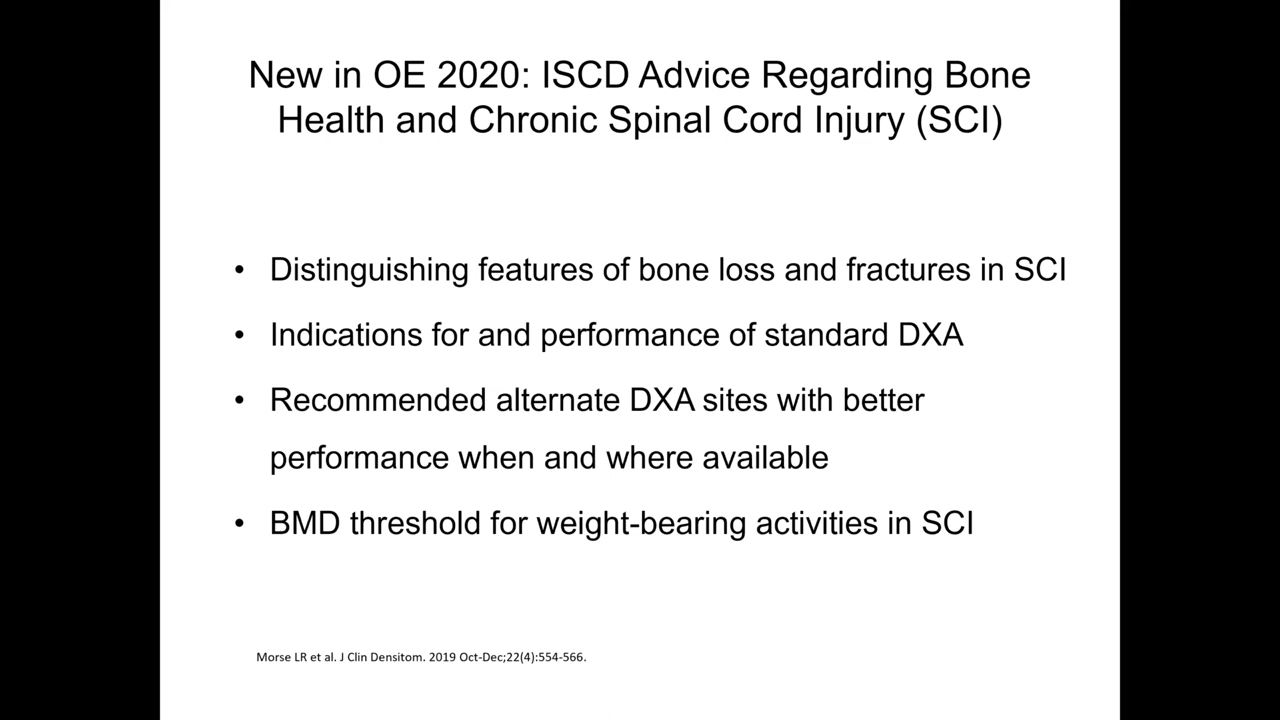 New in OE 2020: ISCD Advice Regarding Bone
Health and Chronic Spinal Cord Injury (SCI)
• Distinguishing features of bone loss and fractures in SCI
• Indications for and performance of standard DXA
• Recommended alternate DXA sites with better
performance when and where available
• BMD threshold for weight-bearing activities in SCI
Morse LR et al. J Clin Densitom. 2019 Oct-Dec;22(4):554-566.